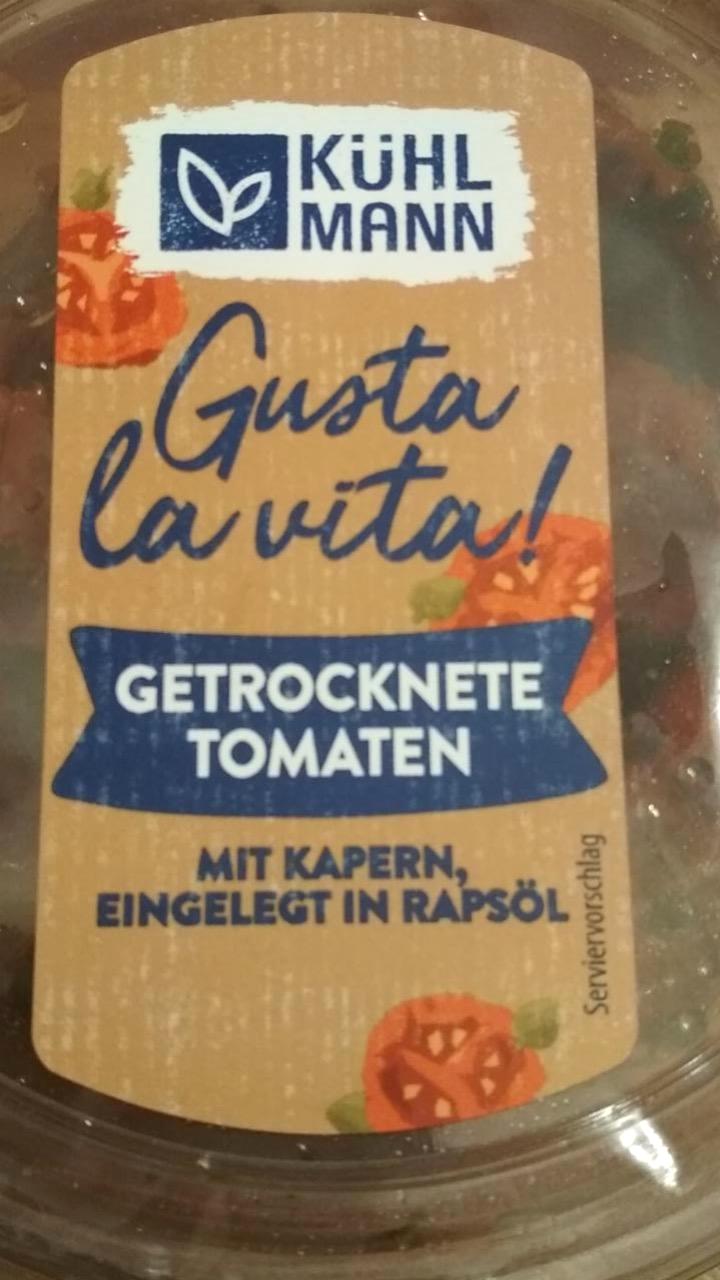 KÜHL
MANN
Gusta
la vita!
GETROCKNETE
TOMATEN
MIT KAPERN,
EINGELEGT IN RAPSÖL
Serviervorschlag